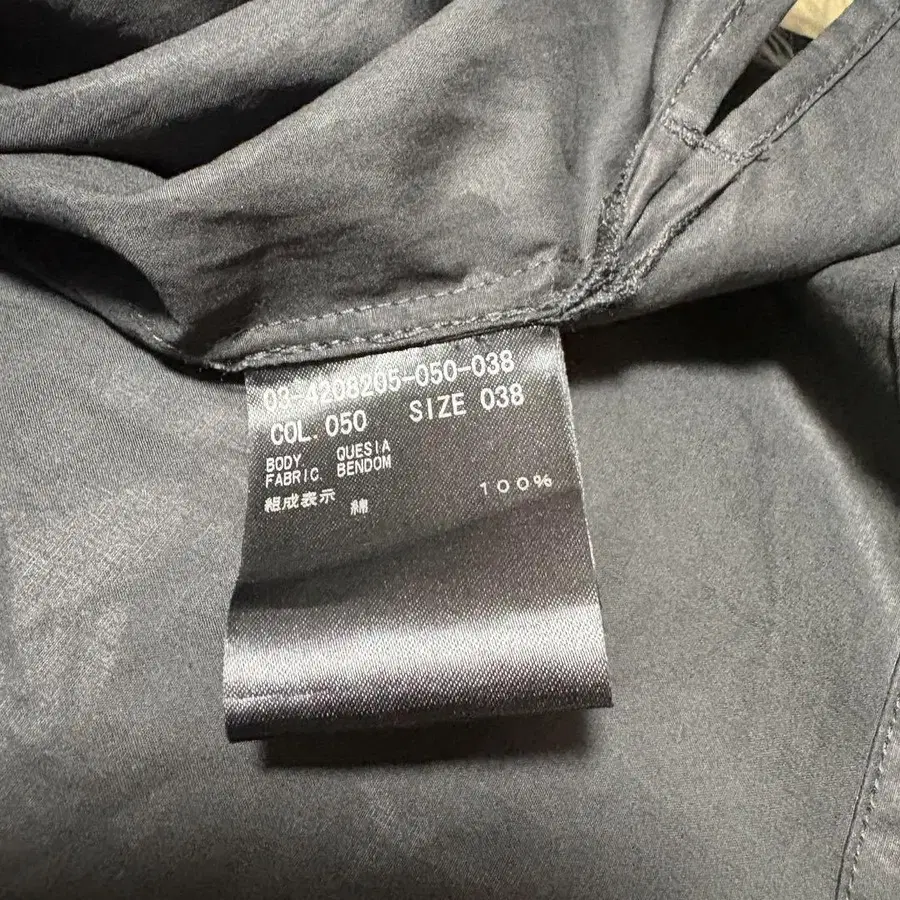 03-4208205-050-038
COL. 050 SIZE 038
BODY QUESIA
FABRIC. BENDOM
組成表示 綿 100%